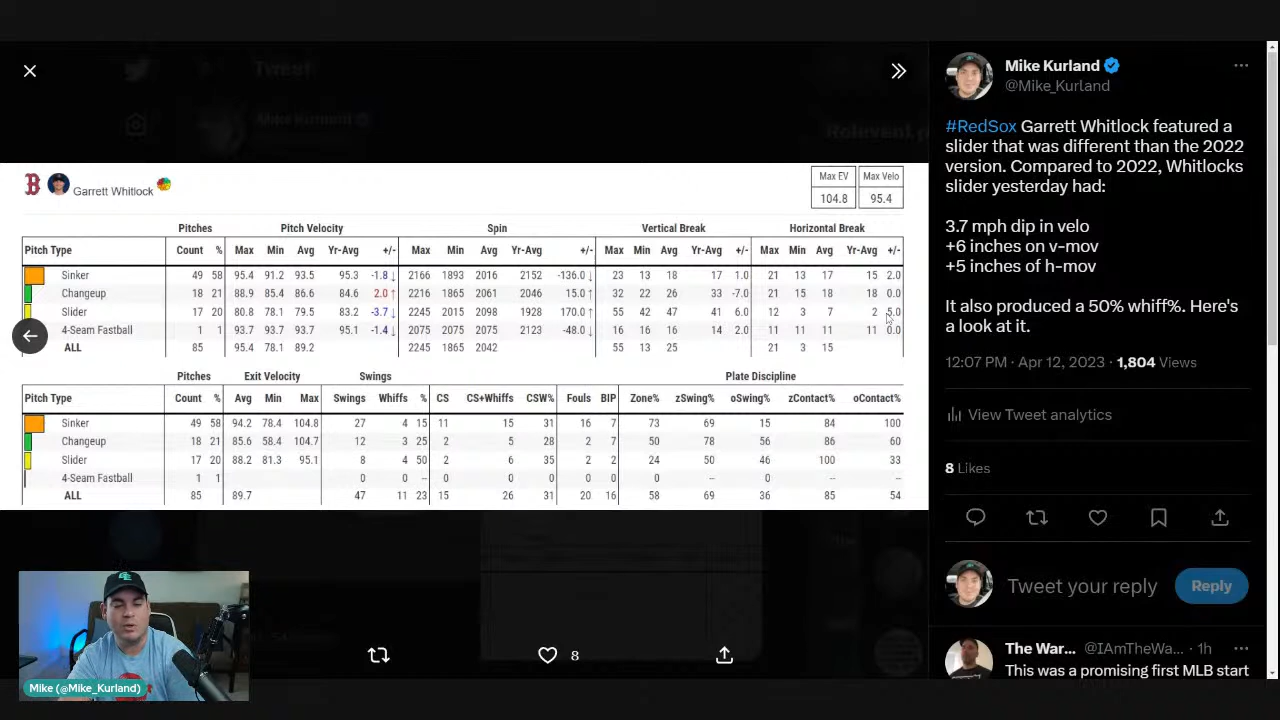 Mike Kurland
@Mike_Kurland
#RedSox Garrett Whitlock featured a
slider that was different than the 2022
version. Compared to 2022, Whitlocks
slider yesterday had:
3.7 mph dip in velo
+6 inches on v-mov
+5 inches of h-mov
It also produced a 50% whiff%. Here's
a look at it.
12:07 PM · Apr 12, 2023 · 1,804 Views
View Tweet analytics
8 Likes
Tweet your reply
Reply
The War... @IAmTheWa... · 1h
This was a promising first MLB start
Tweet
Garrett Whitlock
Max EV Max Velo
104.8 95.4
Pitches Pitch Velocity Spin Vertical Break Horizontal Break
Pitch Type Count % Max Min Avg Yr-Avg +/- Max Min Avg Yr-Avg +/- Max Min Avg Yr-Avg +/- Max Min Avg Yr-Avg +/-
Sinker 49 58 95.4 91.2 93.5 95.3 -1.8 ↓ 2166 1893 2016 2152 -136.0 ↓ 23 13 18 17 1.0 21 13 17 15 2.0
Changeup 18 21 88.9 85.4 86.6 84.6 2.0 ↑ 2216 1865 2061 2046 15.0 ↑ 32 22 26 33 -7.0 21 15 18 18 0.0
Slider 17 20 80.8 78.1 79.5 83.2 -3.7 ↓ 2245 2015 2098 1928 170.0 ↑ 55 42 47 41 6.0 12 3 7 2 5.0
4-Seam Fastball 1 1 93.7 93.7 93.7 95.1 -1.4 ↓ 2075 2075 2075 2123 -48.0 ↓ 16 16 16 14 2.0 11 11 11 11 0.0
ALL 85 95.4 78.1 89.2 2245 1865 2042 55 13 25 21 3 15
Pitches Exit Velocity Swings Plate Discipline
Pitch Type Count % Avg Min Max Swings Whiffs % CS CS+Whiffs CSW% Fouls BIP Zone% zSwing% oSwing% zContact% oContact%
Sinker 49 58 94.2 78.4 104.8 27 4 15 11 15 31 16 7 73 69 15 84 100
Changeup 18 21 85.6 58.4 104.7 12 3 25 2 5 28 2 7 50 78 56 86 60
Slider 17 20 88.2 81.3 95.1 8 4 50 2 6 35 2 2 24 50 46 100 33
4-Seam Fastball 1 1 0 0 -- 0 0 0 0 0 0 -- 0 -- --
ALL 85 89.7 47 11 23 15 26 31 20 16 58 69 36 85 54
8
Mike (@Mike_Kurland)